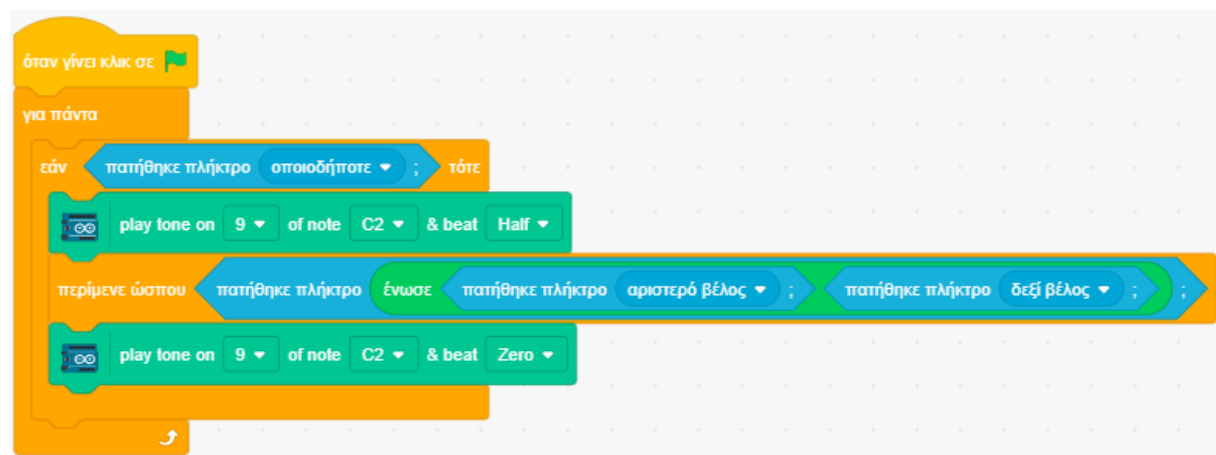 όταν γίνει κλικ σε
για πάντα
εάν πατήθηκε πλήκτρο οποιοδήποτε ; τότε
play tone on 9 of note C2 & beat Half
περίμενε ώσπου πατήθηκε πλήκτρο ένωσε πατήθηκε πλήκτρο αριστερό βέλος ; πατήθηκε πλήκτρο δεξί βέλος ; ;
play tone on 9 of note C2 & beat Zero